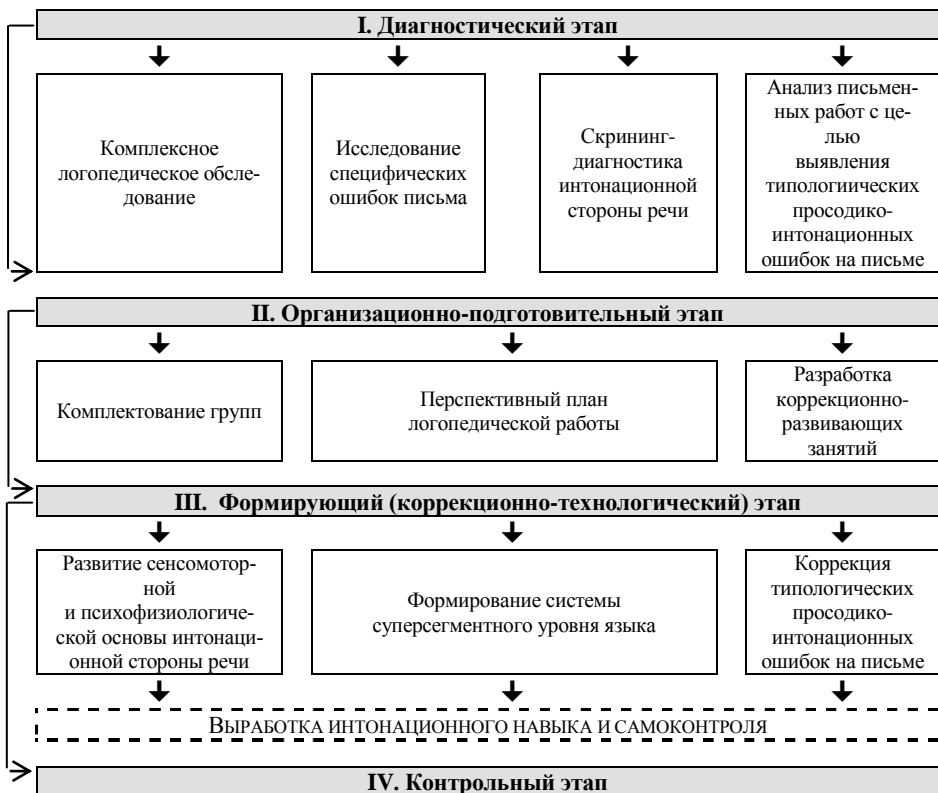 I. Диагностический этап
Комплексное
логопедическое обсле-
дование
Исследование
специфических
ошибок письма
Скрининг-
диагностика
интонационной
стороны речи
Анализ письмен-
ных работ с це-
лью
выявления
типологиических
просодико-
интонационных
ошибок на письме
II. Организационно-подготовительный этап
Комплектование групп
Перспективный план
логопедической работы
Разработка
коррекционно-
развивающих
занятий
III. Формирующий (коррекционно-технологический) этап
Развитие сенсомотор-
ной
и психофизиологиче-
ской основы интонаци-
онной стороны речи
Формирование системы
суперсегментного уровня языка
Коррекция
типологических
просодико-
интонационных
ошибок на письме
ВЫРАБОТКА ИНТОНАЦИОННОГО НАВЫКА И САМОКОНТРОЛЯ
IV. Контрольный этап